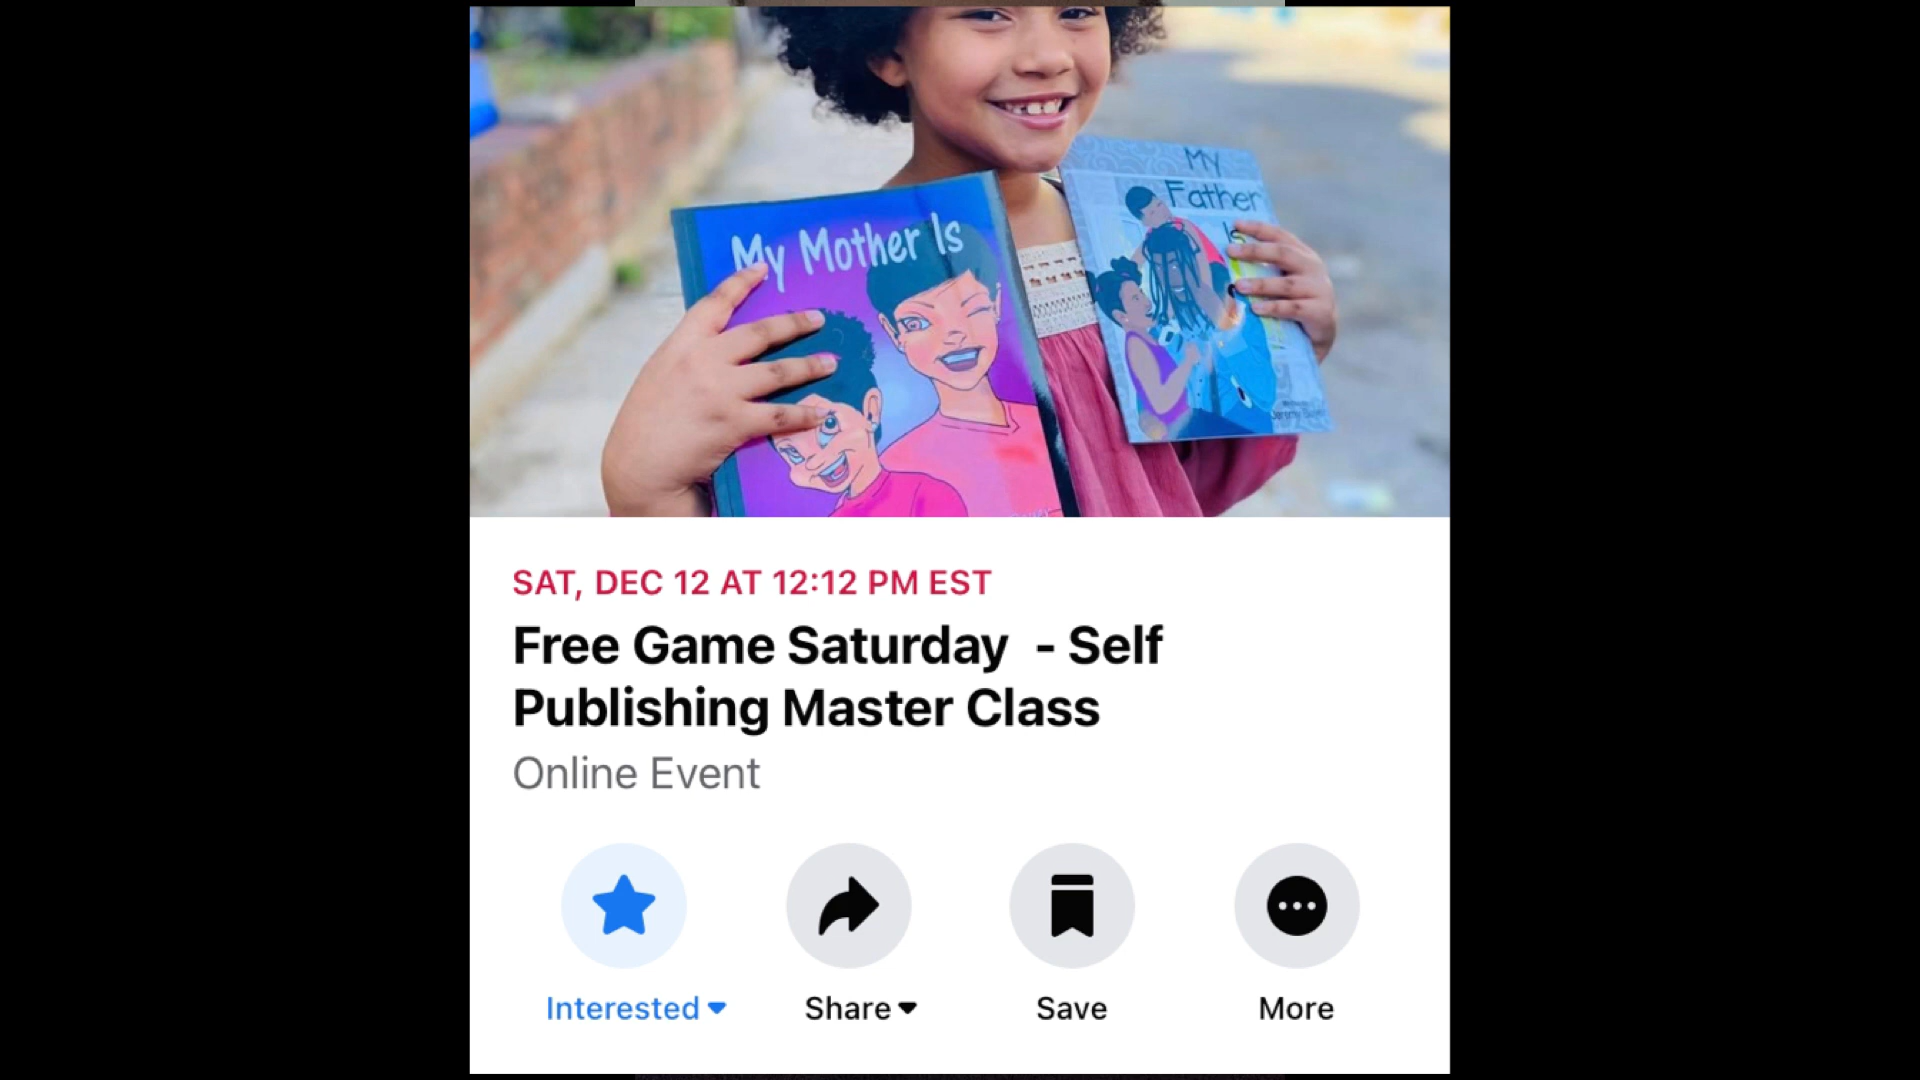 My Mother Is
My
Father
Is
SAT, DEC 12 AT 12:12 PM EST
Free Game Saturday - Self
Publishing Master Class
Online Event
Interested
Share
Save
More